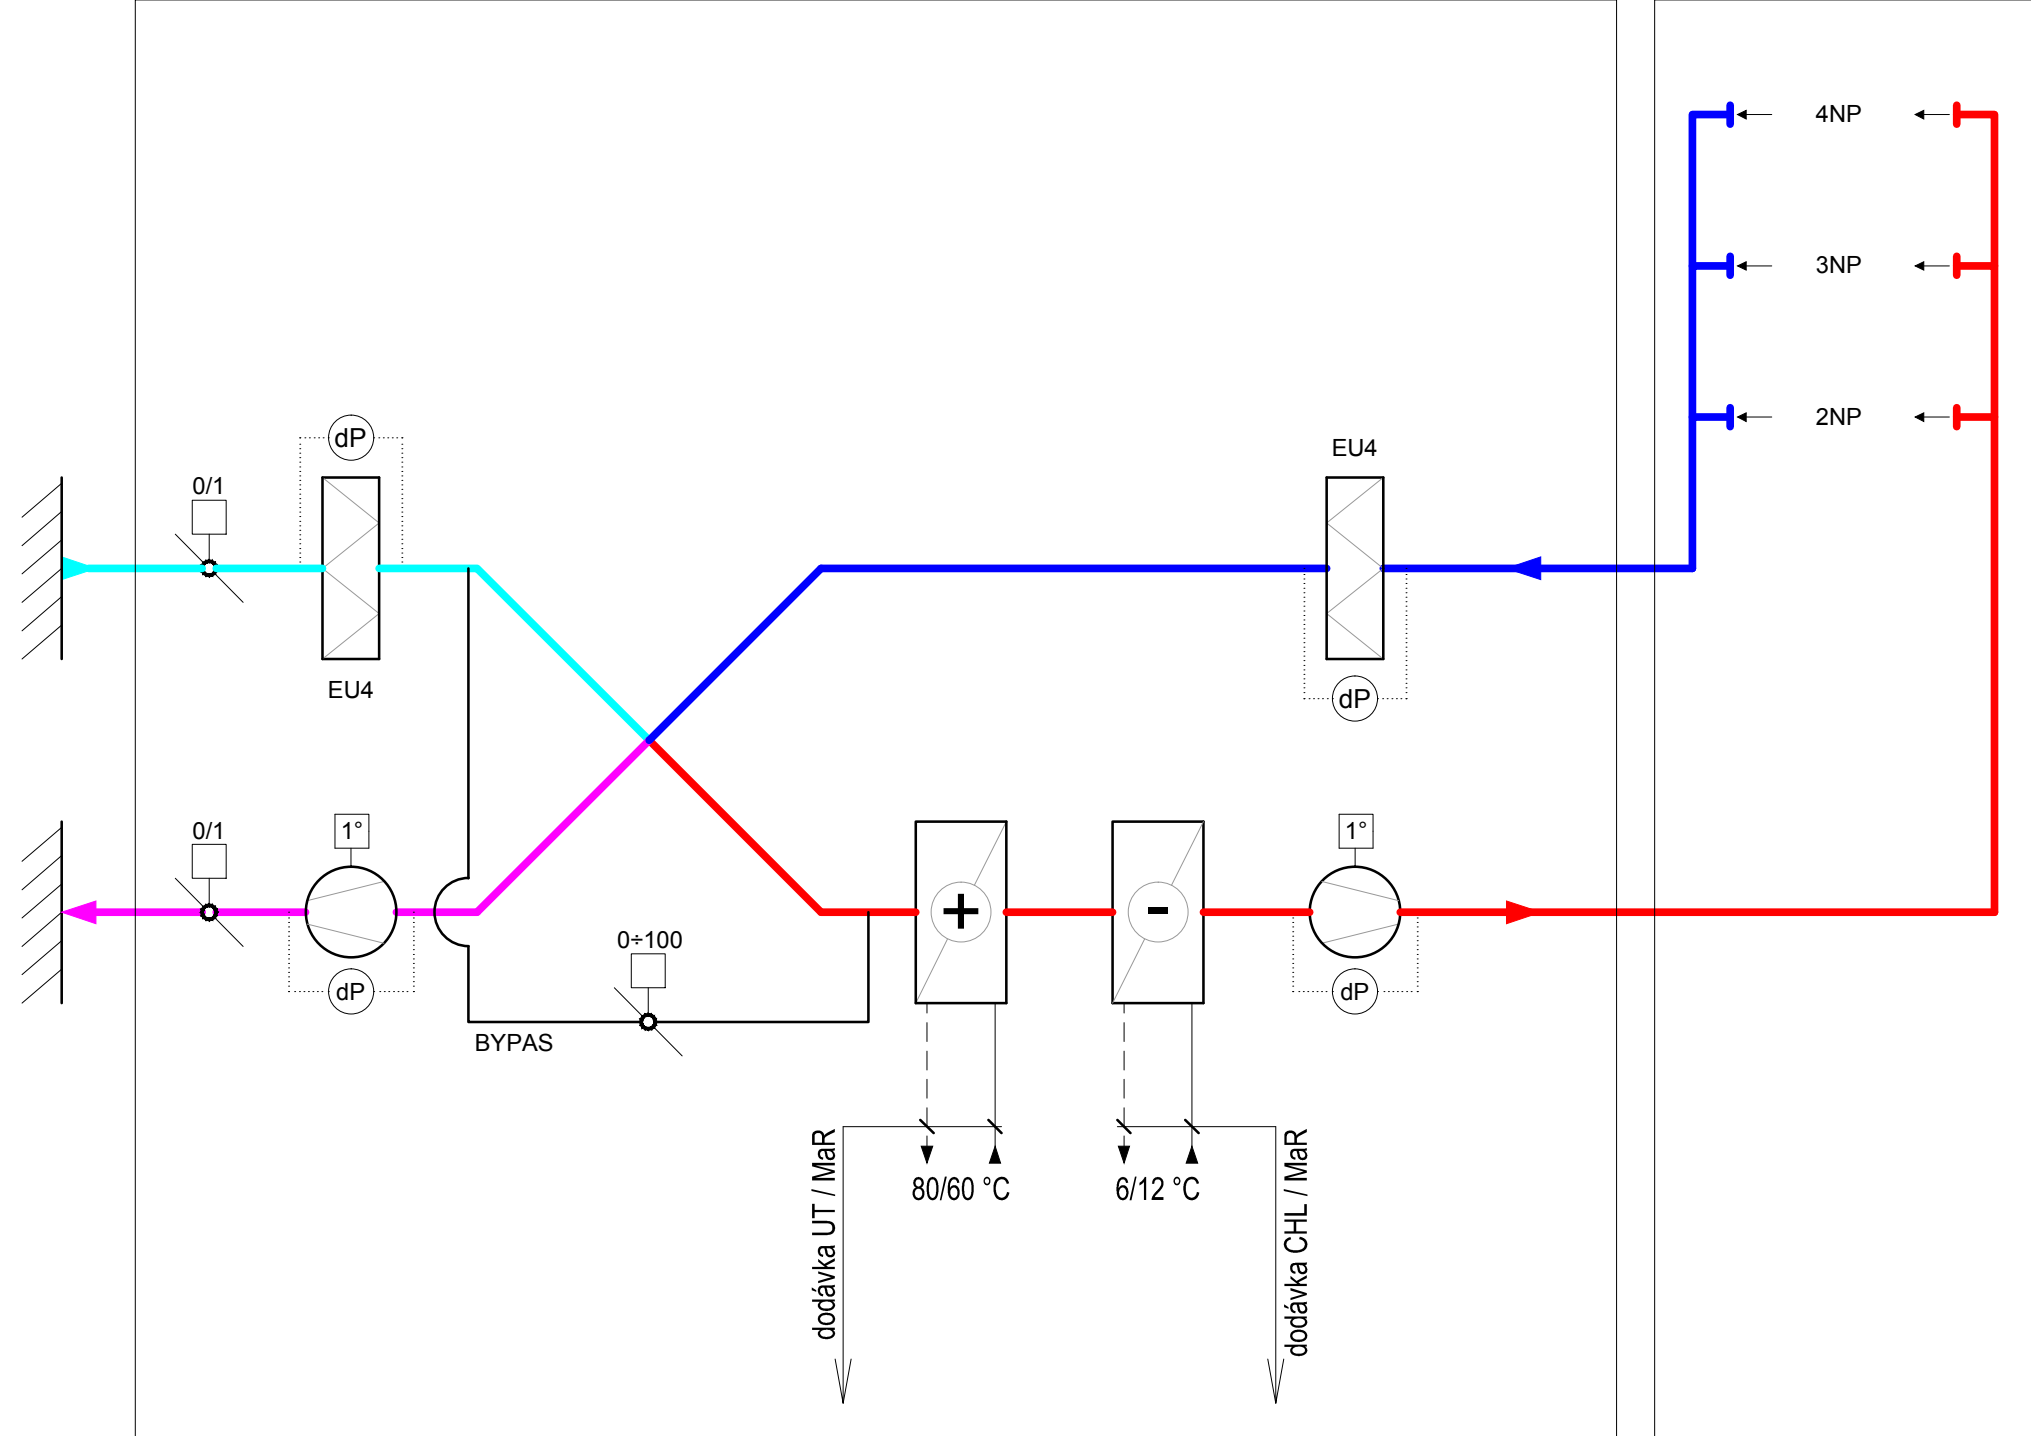 4NP
3NP
2NP
dP
EU4
0/1
EU4
dP
0/1
1°
1°
+
-
0÷100
dP
dP
BYPAS
80/60 °C
6/12 °C
dodávka UT / MaR
dodávka CHL / MaR